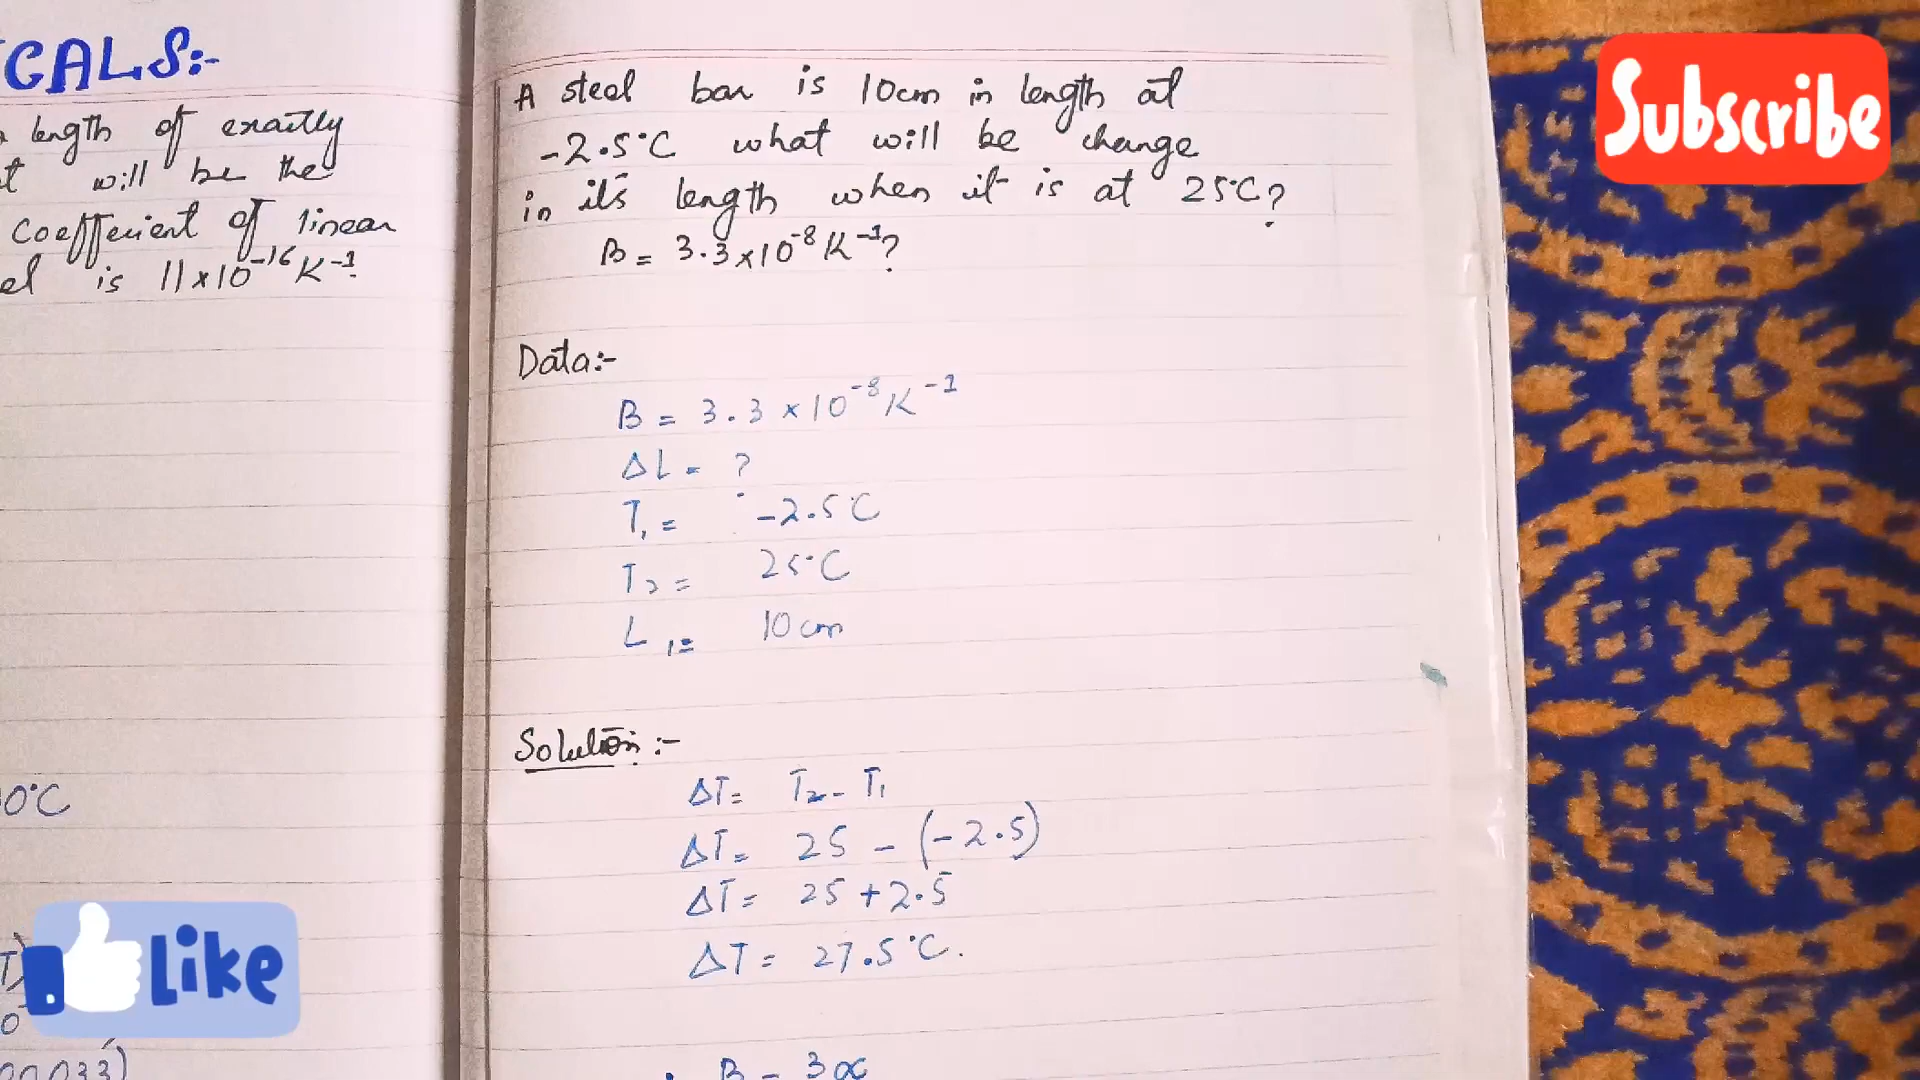 CALS:-
length of exactly
will be the
coeffecient of linear
is 11×10⁻¹⁶K⁻¹?
0°C
A steel bar is 10cm in length at
-2.5°C what will be change
in its length when it is at 25°C?
B = 3.3×10⁻⁸K⁻¹?
Data:-
B = 3.3 × 10⁻⁸K⁻¹
ΔL = ?
T₁ = -2.5°C
T₂ = 25°C
L₁ = 10cm
Solution:-
ΔT = T₂ - T₁
ΔT = 25 - (-2.5)
ΔT = 25 + 2.5
ΔT = 27.5°C.
B = 3α
Subscribe
Like